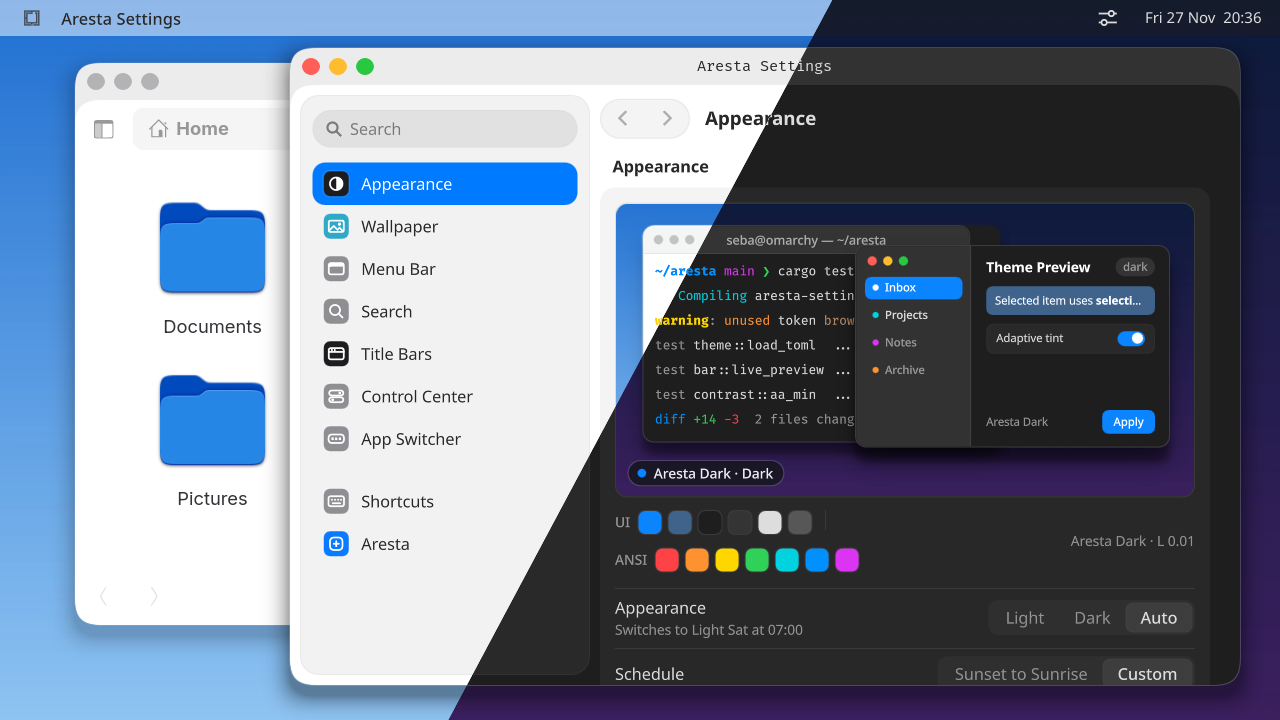 Aresta Settings
Fri 27 Nov 20:36
Home
Documents
Pictures
Aresta Settings
Search
Appearance
Wallpaper
Menu Bar
Search
Title Bars
Control Center
App Switcher
Shortcuts
Aresta
Appearance
Appearance
seba@omarchy — ~/aresta
~/aresta main ❯ cargo test
Compiling aresta-settin
warning: unused token brow
test theme::load_toml ...
test bar::live_preview ...
test contrast::aa_min ...
diff +14 -3 2 files chang
Inbox
Projects
Notes
Archive
Theme Preview dark
Selected item uses selecti...
Adaptive tint
Aresta Dark Apply
Aresta Dark · Dark
UI
ANSI
Aresta Dark · L 0.01
Appearance
Switches to Light Sat at 07:00
Light Dark Auto
Schedule
Sunset to Sunrise Custom